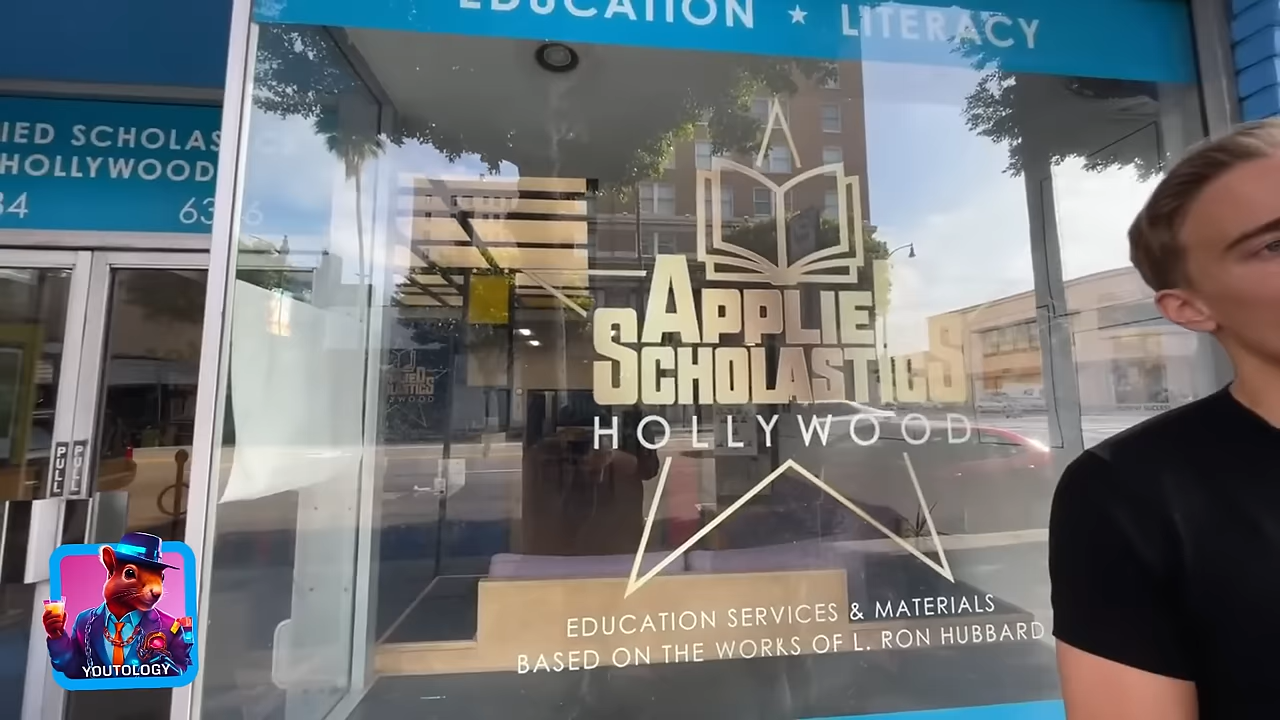 EDUCATION ★ LITERACY
IED SCHOLAS
HOLLYWOOD
34
APPLIED
SCHOLASTICS
HOLLYWOOD
PULL
PULL
EDUCATION SERVICES & MATERIALS
BASED ON THE WORKS OF L. RON HUBBARD
YOUTOLOGY